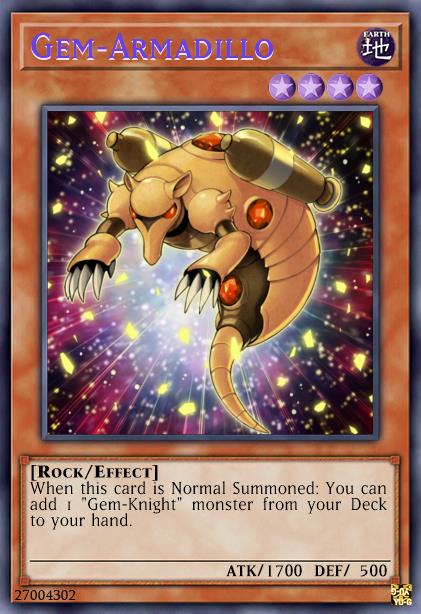 Gem-Armadillo
EARTH
地
[Rock/Effect]
When this card is Normal Summoned: You can
add 1 "Gem-Knight" monster from your Deck
to your hand.
ATK/1700 DEF/ 500
27004302